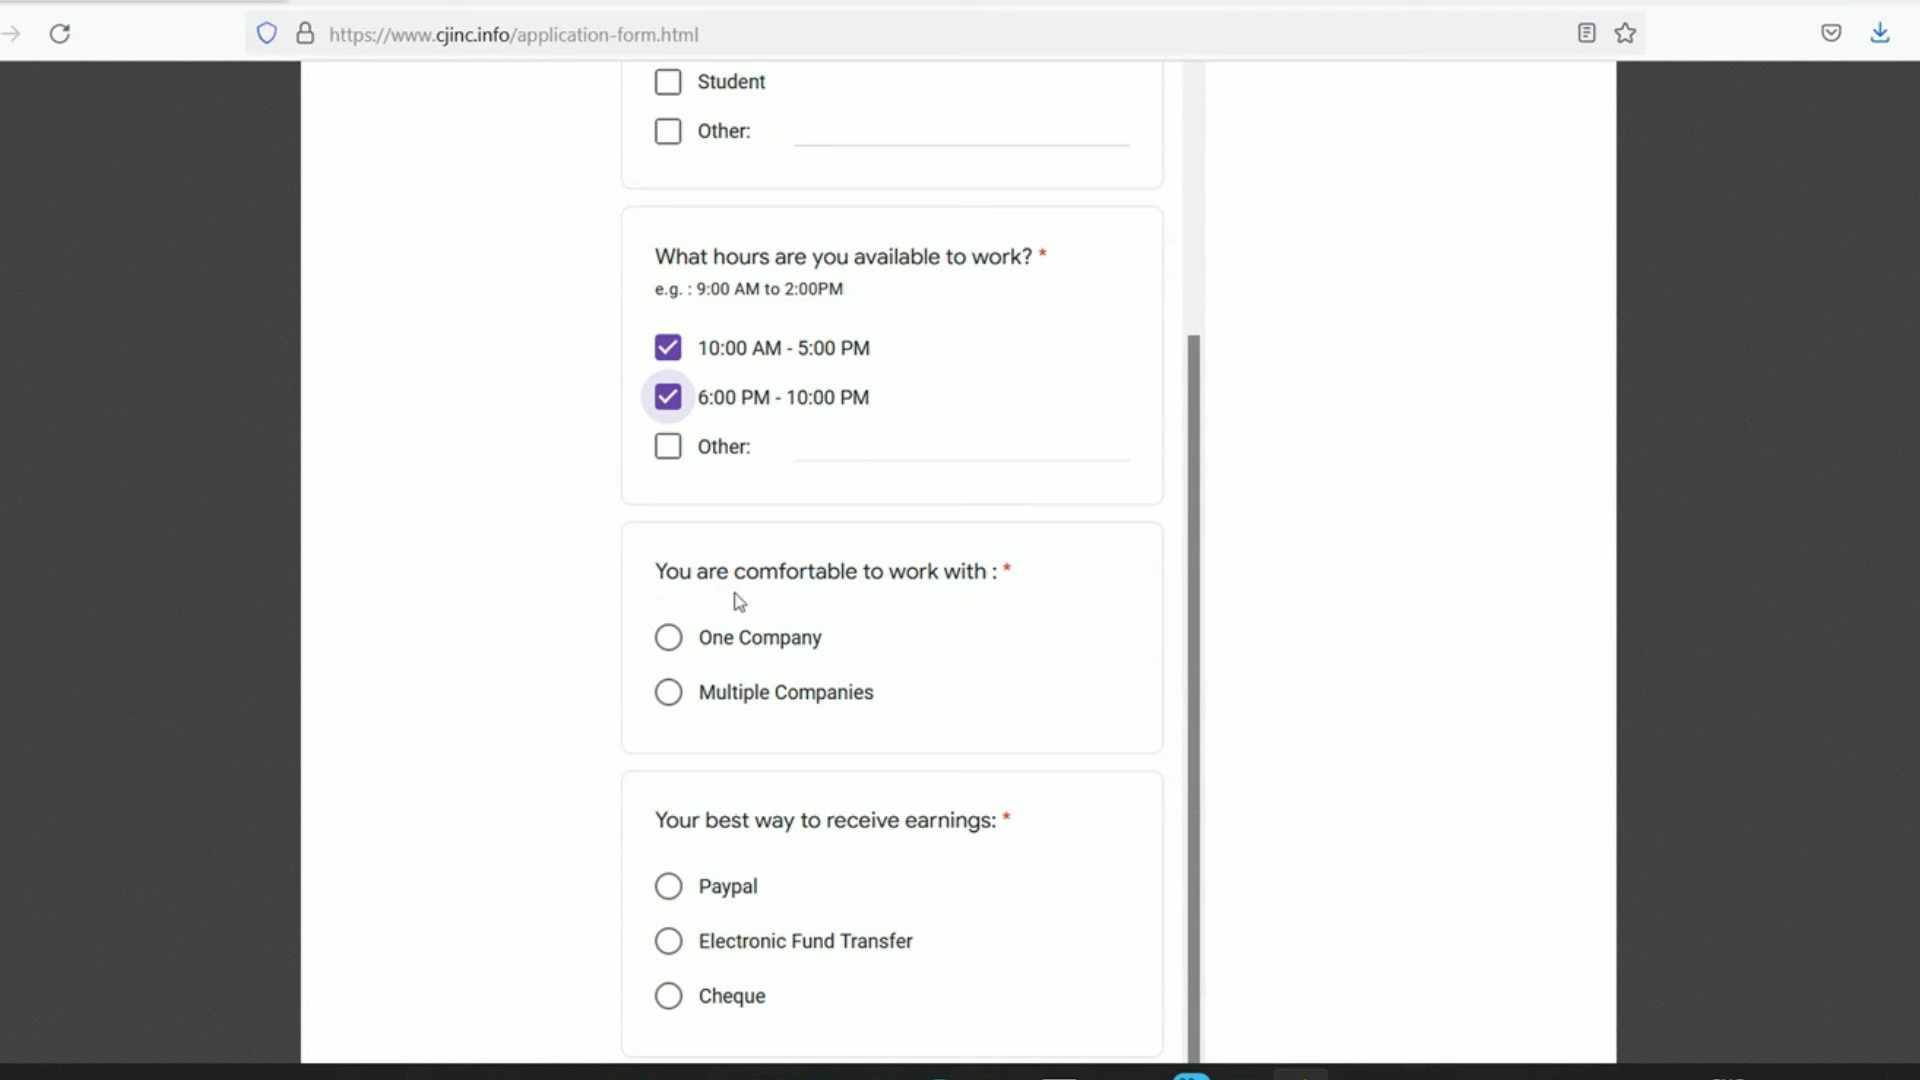 https://www.cjinc.info/application-form.html
Student
Other:
What hours are you available to work? *
e.g. : 9:00 AM to 2:00PM
10:00 AM - 5:00 PM
6:00 PM - 10:00 PM
Other:
You are comfortable to work with : *
One Company
Multiple Companies
Your best way to receive earnings: *
Paypal
Electronic Fund Transfer
Cheque